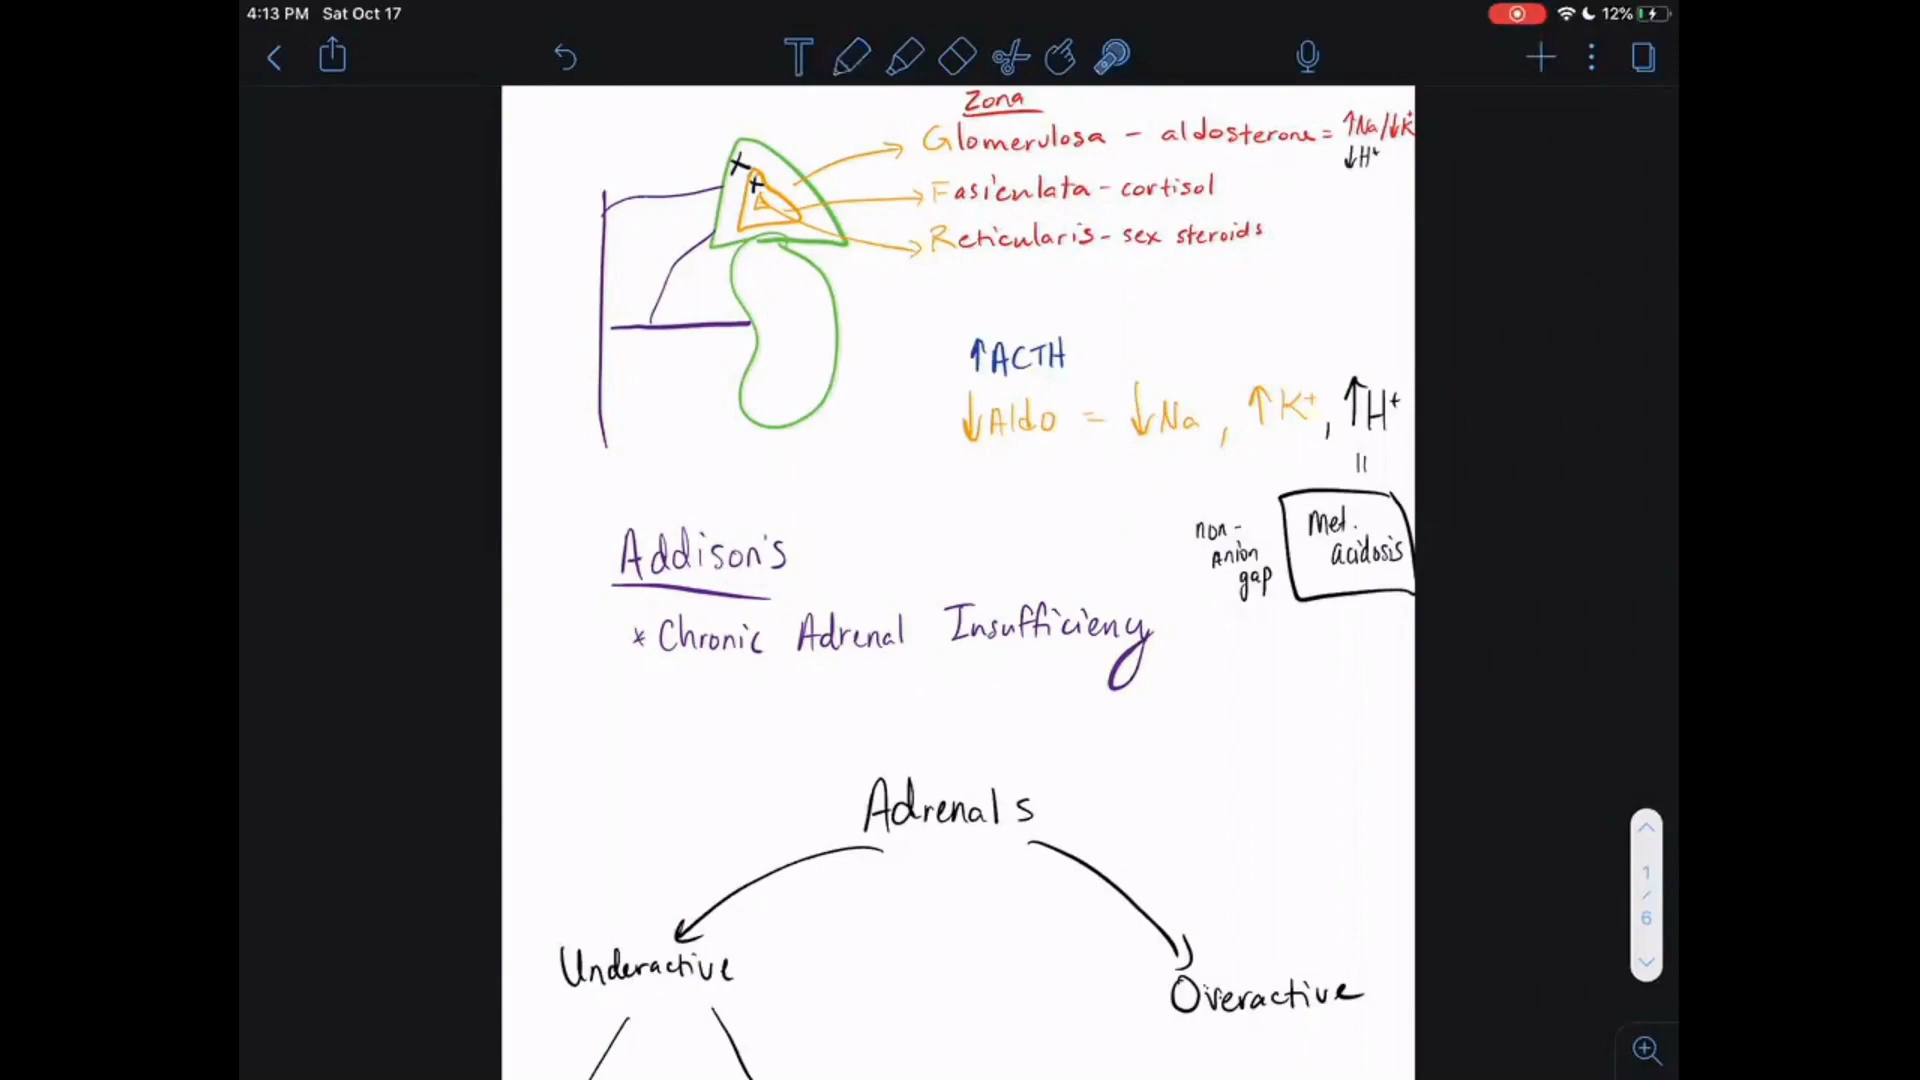 4:13 PM Sat Oct 17
12%
T
Zona
Glomerulosa - aldosterone = ↑Na/↓K+
↓H+
Fasiculata - cortisol
Reticularis - sex steroids
↑ACTH
↓Aldo = ↓Na, ↑K+, ↑H+
=
non-
Anion
gap
Met.
acidosis
Addison's
* Chronic Adrenal Insufficiency
Adrenals
Underactive
Overactive
1
/
6